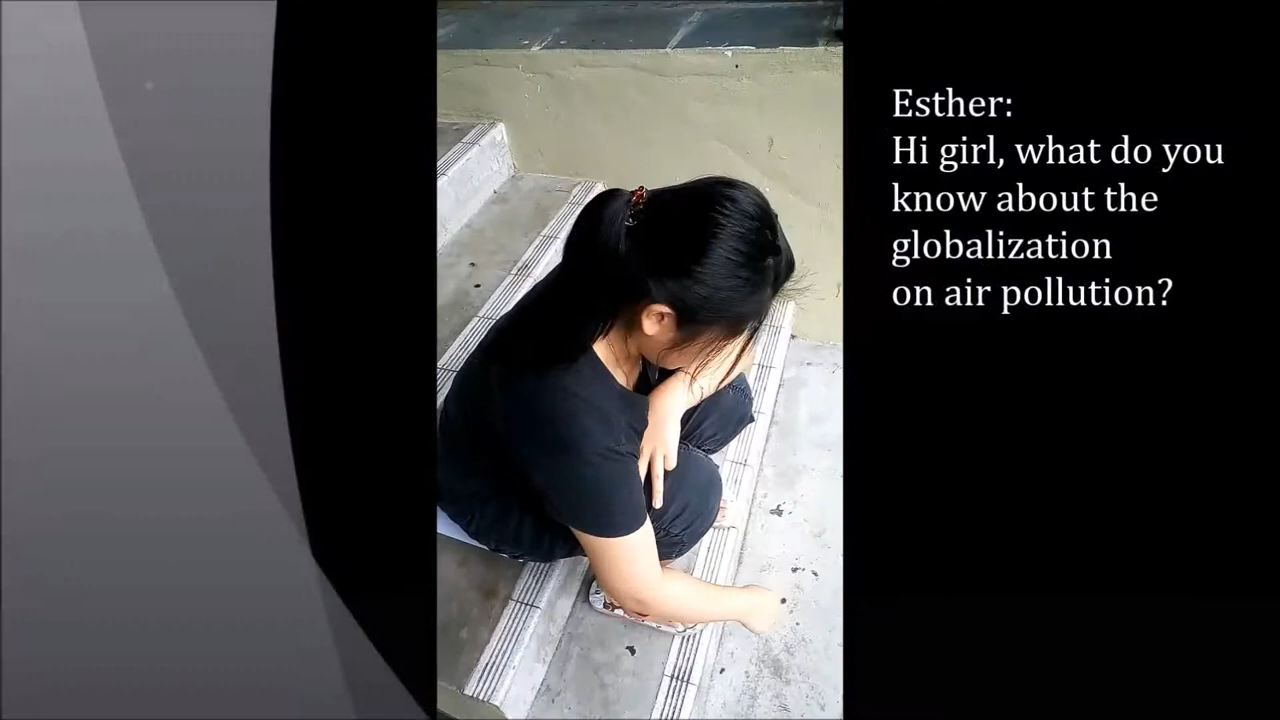 Esther:
Hi girl, what do you
know about the
globalization
on air pollution?